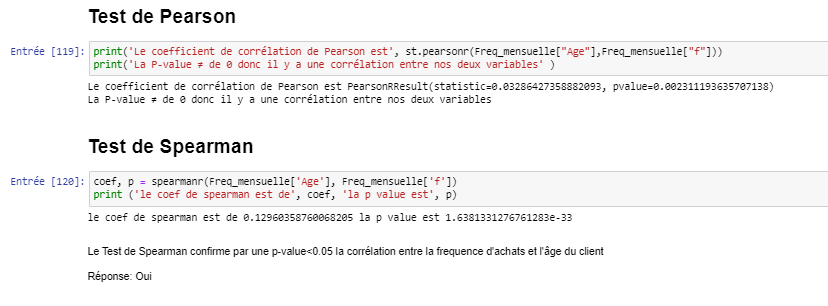 Test de Pearson
Entrée [119]: print('Le coefficient de corrélation de Pearson est', st.pearsonr(Freq_mensuelle["Age"],Freq_mensuelle["f"]))
print('La P-value ≠ de 0 donc il y a une corrélation entre nos deux variables' )
Le coefficient de corrélation de Pearson est PearsonRResult(statistic=0.03286427358882093, pvalue=0.002311193635707138)
La P-value ≠ de 0 donc il y a une corrélation entre nos deux variables
Test de Spearman
Entrée [120]: coef, p = spearmanr(Freq_mensuelle['Age'], Freq_mensuelle['f'])
print ('le coef de spearman est de', coef, 'la p value est', p)
le coef de spearman est de 0.12960358760068205 la p value est 1.6381331276761283e-33
Le Test de Spearman confirme par une p-value<0.05 la corrélation entre la frequence d'achats et l'âge du client
Réponse: Oui